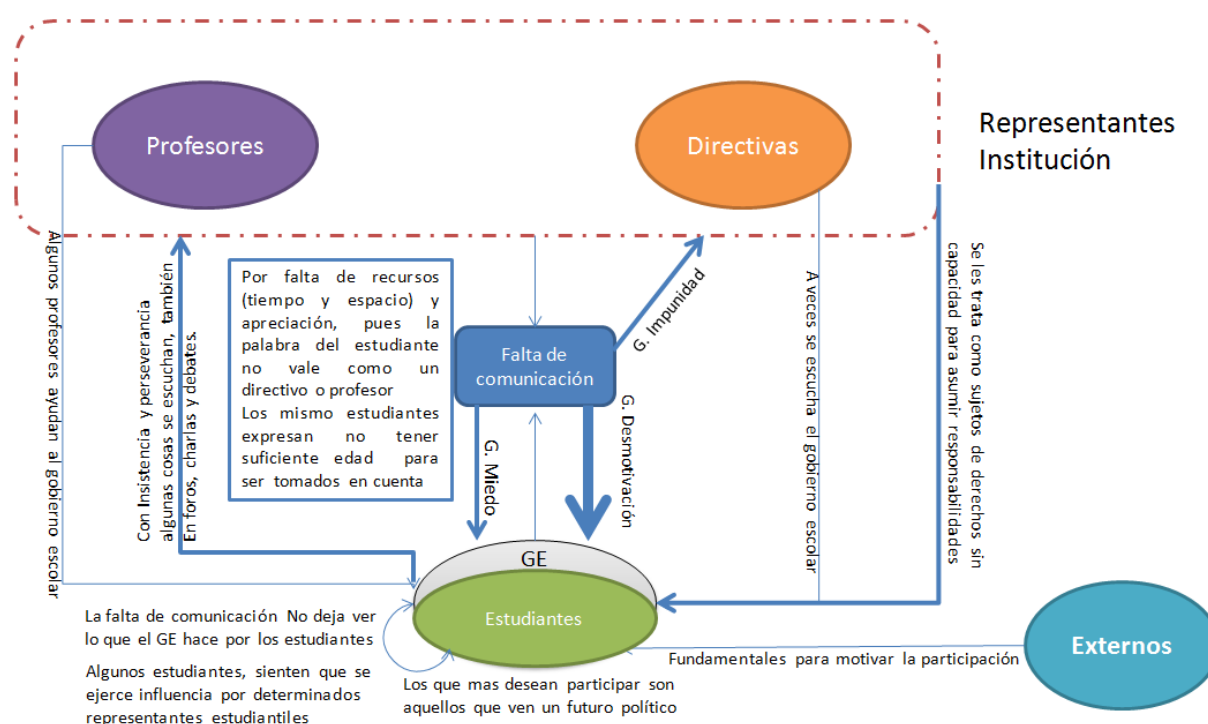 Profesores
Directivas
Representantes
Institución
Algunos profesores ayudan al gobierno escolar
Con Insistencia y perseverancia
algunas cosas se escuchan, también
En foros, charlas y debates.
Por falta de recursos
(tiempo y espacio) y
apreciación, pues la
palabra del estudiante
no vale como un
directivo o profesor
Los mismo estudiantes
expresan no tener
suficiente edad para
ser tomados en cuenta
Falta de
comunicación
G. Impunidad
G. Miedo
G. Desmotivación
A veces se escucha el gobierno escolar
Se les trata como sujetos de derechos sin
capacidad para asumir responsabilidades
GE
Estudiantes
La falta de comunicación No deja ver
lo que el GE hace por los estudiantes
Algunos estudiantes, sienten que se
ejerce influencia por determinados
representantes estudiantiles
Los que mas desean participar son
aquellos que ven un futuro político
Fundamentales para motivar la participación
Externos